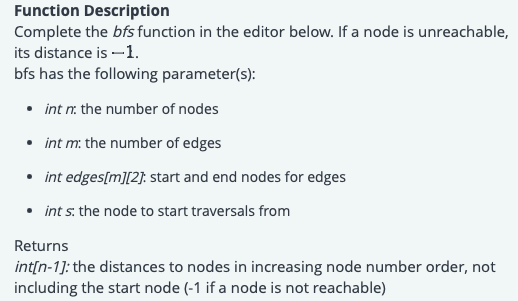 Function Description
Complete the bfs function in the editor below. If a node is unreachable,
its distance is −1.
bfs has the following parameter(s):
• int n: the number of nodes
• int m: the number of edges
• int edges[m][2]: start and end nodes for edges
• int s: the node to start traversals from
Returns
int[n-1]: the distances to nodes in increasing node number order, not
including the start node (-1 if a node is not reachable)